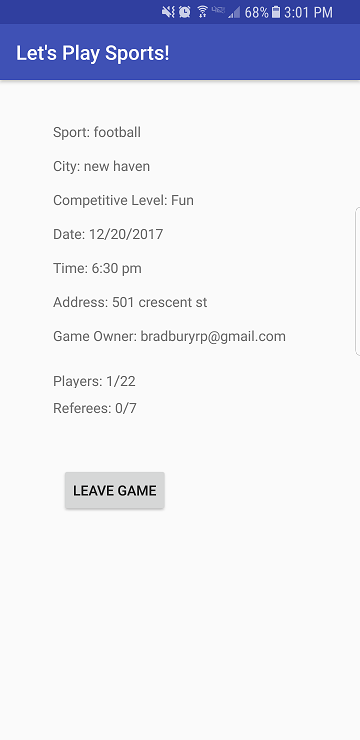 68% 3:01 PM
Let's Play Sports!
Sport: football
City: new haven
Competitive Level: Fun
Date: 12/20/2017
Time: 6:30 pm
Address: 501 crescent st
Game Owner: bradburyrp@gmail.com
Players: 1/22
Referees: 0/7
LEAVE GAME